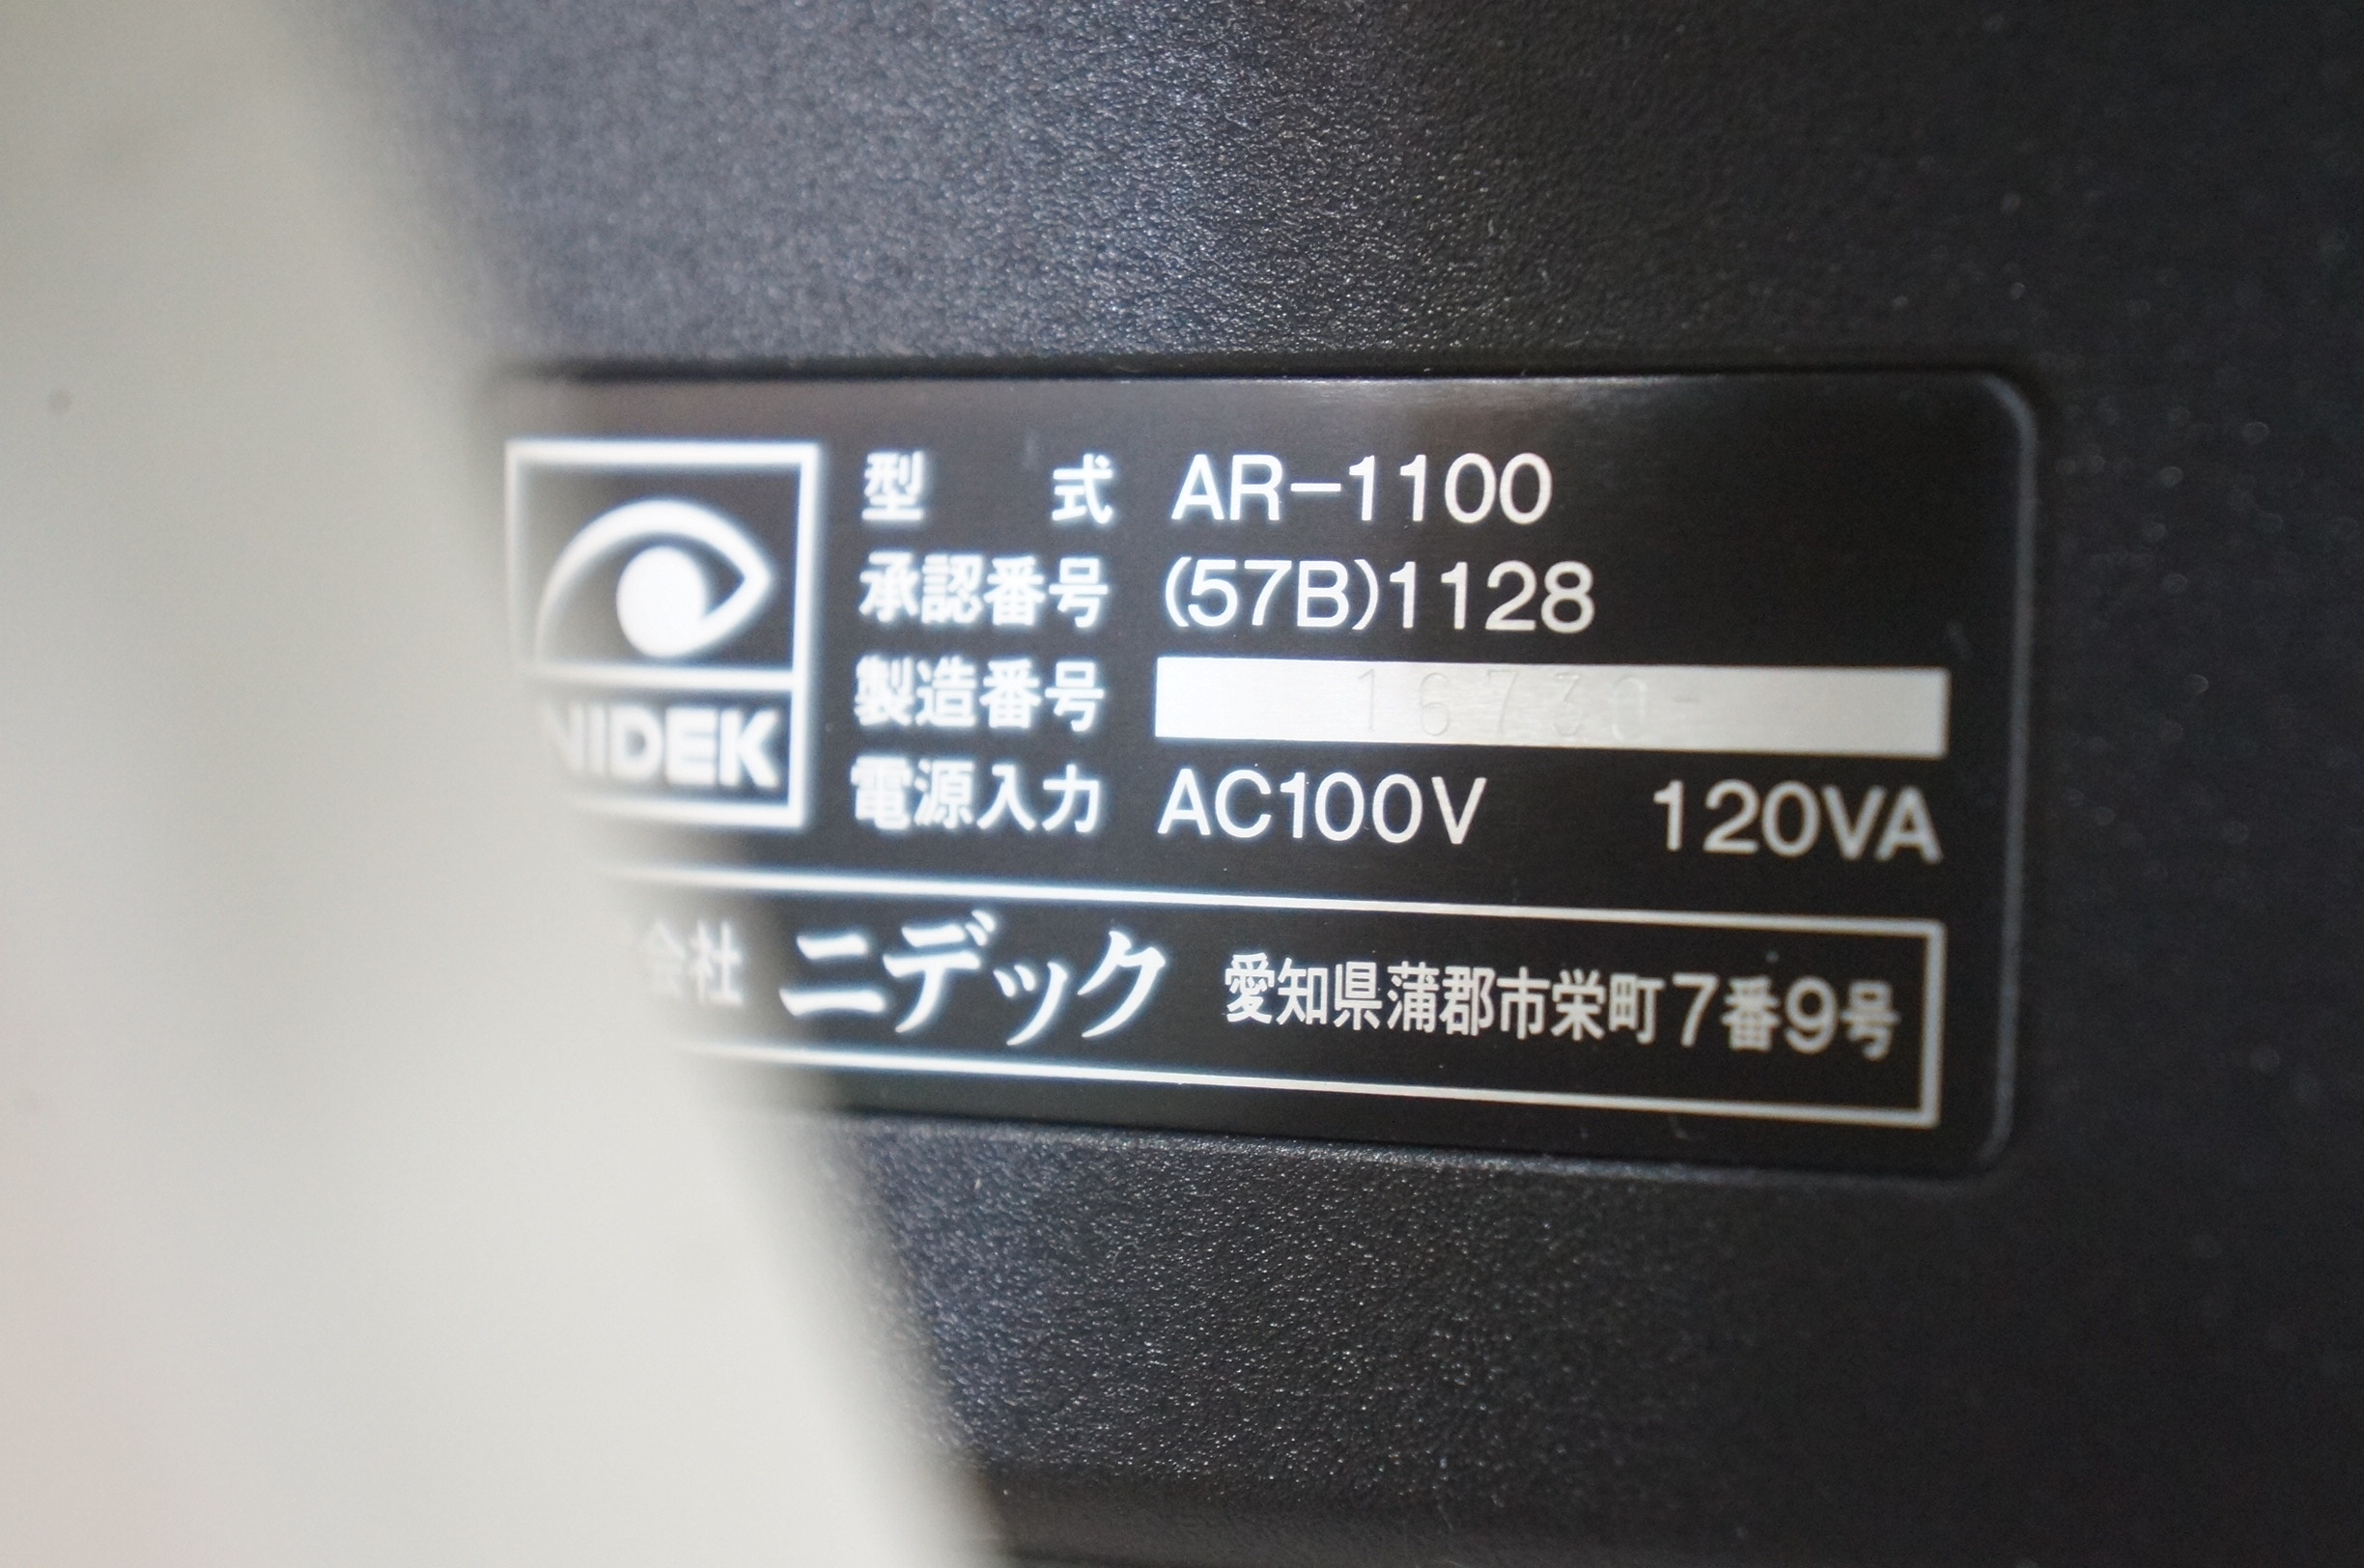 NIDEK
型 式 AR-1100
承認番号 (57B)1128
製造番号
電源入力 AC100V 120VA
会社 ニデック 愛知県蒲郡市栄町7番9号